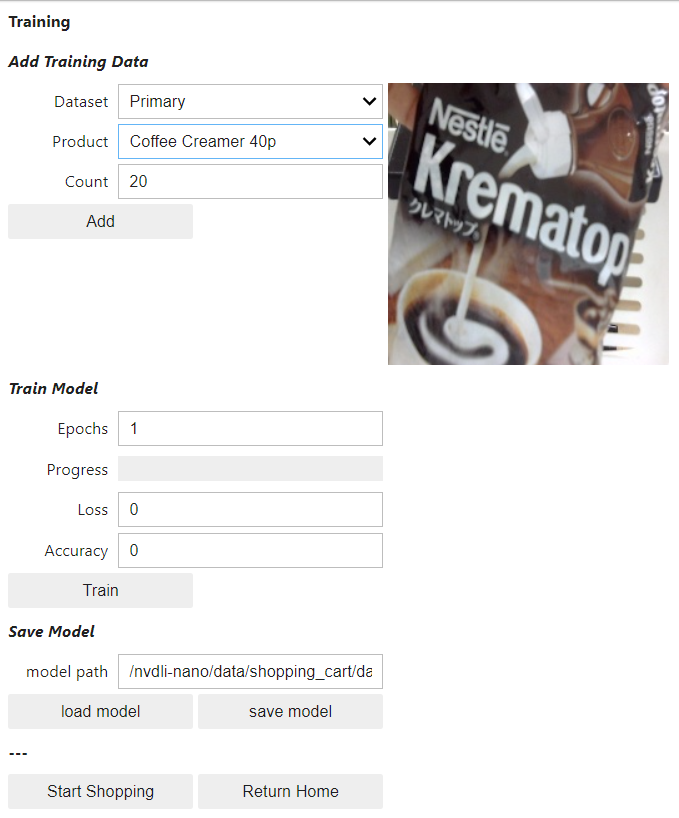 Training
Add Training Data
Dataset Primary
Product Coffee Creamer 40p
Count 20
Add
Nestlé
Krematop
クレマトップ®
Train Model
Epochs 1
Progress
Loss 0
Accuracy 0
Train
Save Model
model path /nvdli-nano/data/shopping_cart/da
load model save model
---
Start Shopping Return Home